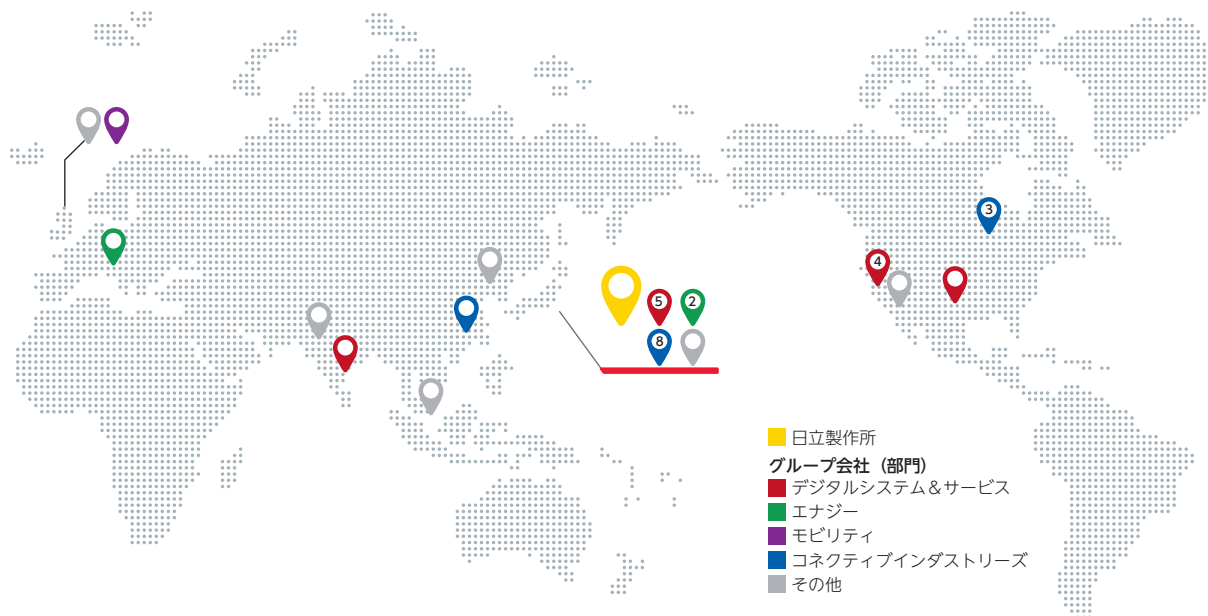 3
4
5
2
8
日立製作所
グループ会社（部門）
デジタルシステム＆サービス
エナジー
モビリティ
コネクティブインダストリーズ
その他